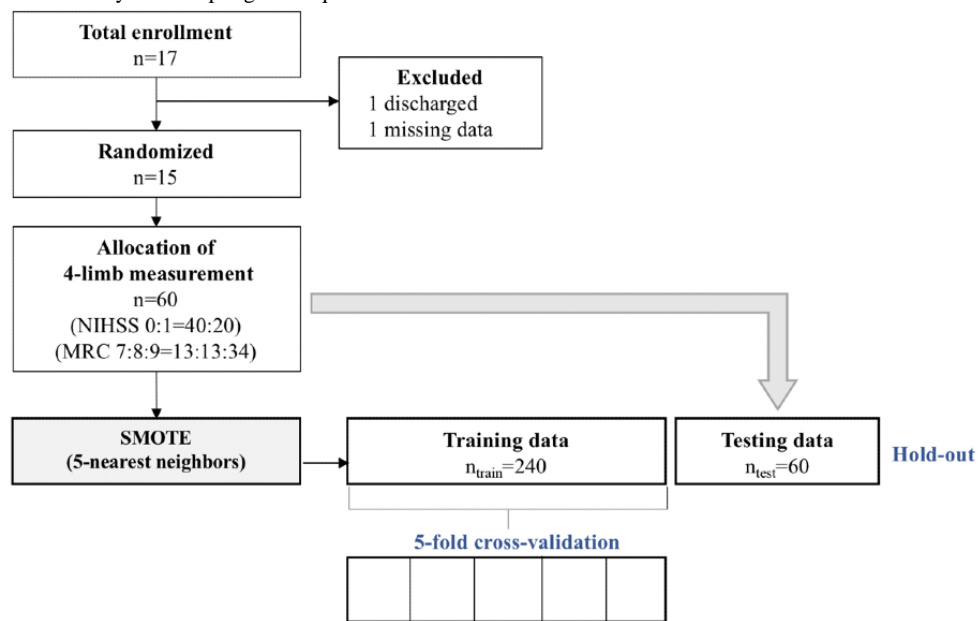 Total enrollment
n=17
Excluded
1 discharged
1 missing data
Randomized
n=15
Allocation of
4-limb measurement
n=60
(NIHSS 0:1=40:20)
(MRC 7:8:9=13:13:34)
SMOTE
(5-nearest neighbors)
Training data
n_train=240
Testing data
n_test=60
Hold-out
5-fold cross-validation